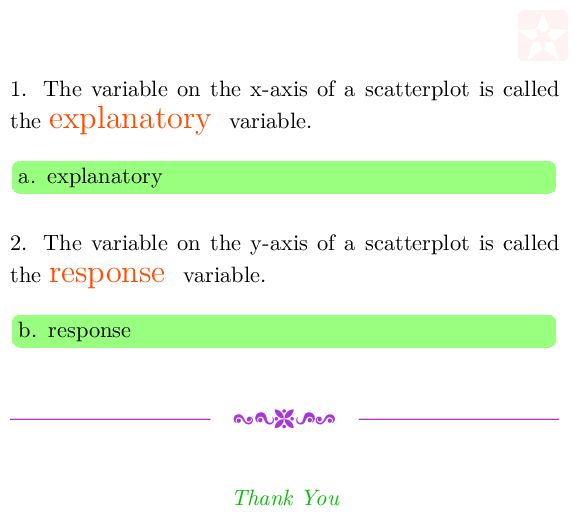 1. The variable on the x-axis of a scatterplot is called
the explanatory variable.
a. explanatory
2. The variable on the y-axis of a scatterplot is called
the response variable.
b. response
Thank You